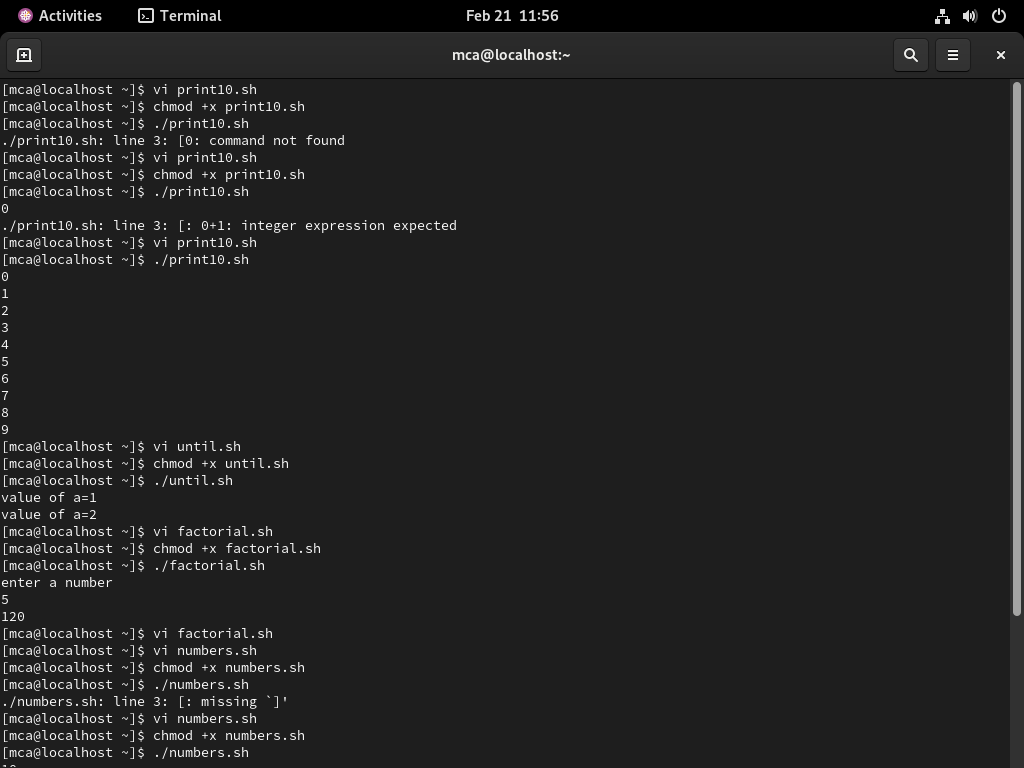 Activities Terminal Feb 21 11:56
mca@localhost:~
[mca@localhost ~]$ vi print10.sh
[mca@localhost ~]$ chmod +x print10.sh
[mca@localhost ~]$ ./print10.sh
./print10.sh: line 3: [0: command not found
[mca@localhost ~]$ vi print10.sh
[mca@localhost ~]$ chmod +x print10.sh
[mca@localhost ~]$ ./print10.sh
0
./print10.sh: line 3: [: 0+1: integer expression expected
[mca@localhost ~]$ vi print10.sh
[mca@localhost ~]$ ./print10.sh
0
1
2
3
4
5
6
7
8
9
[mca@localhost ~]$ vi until.sh
[mca@localhost ~]$ chmod +x until.sh
[mca@localhost ~]$ ./until.sh
value of a=1
value of a=2
[mca@localhost ~]$ vi factorial.sh
[mca@localhost ~]$ chmod +x factorial.sh
[mca@localhost ~]$ ./factorial.sh
enter a number
5
120
[mca@localhost ~]$ vi factorial.sh
[mca@localhost ~]$ vi numbers.sh
[mca@localhost ~]$ chmod +x numbers.sh
[mca@localhost ~]$ ./numbers.sh
./numbers.sh: line 3: [: missing `]'
[mca@localhost ~]$ vi numbers.sh
[mca@localhost ~]$ chmod +x numbers.sh
[mca@localhost ~]$ ./numbers.sh